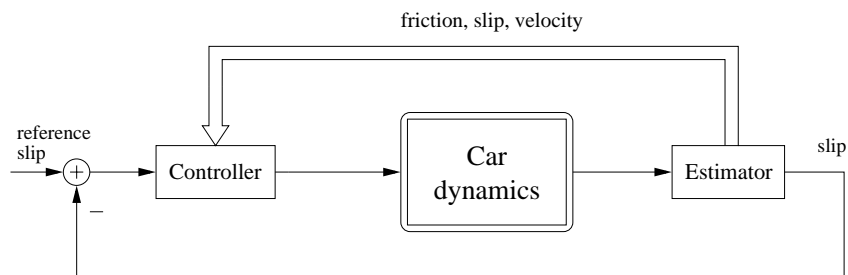 friction, slip, velocity
reference
slip
+
−
Controller
Car
dynamics
Estimator
slip